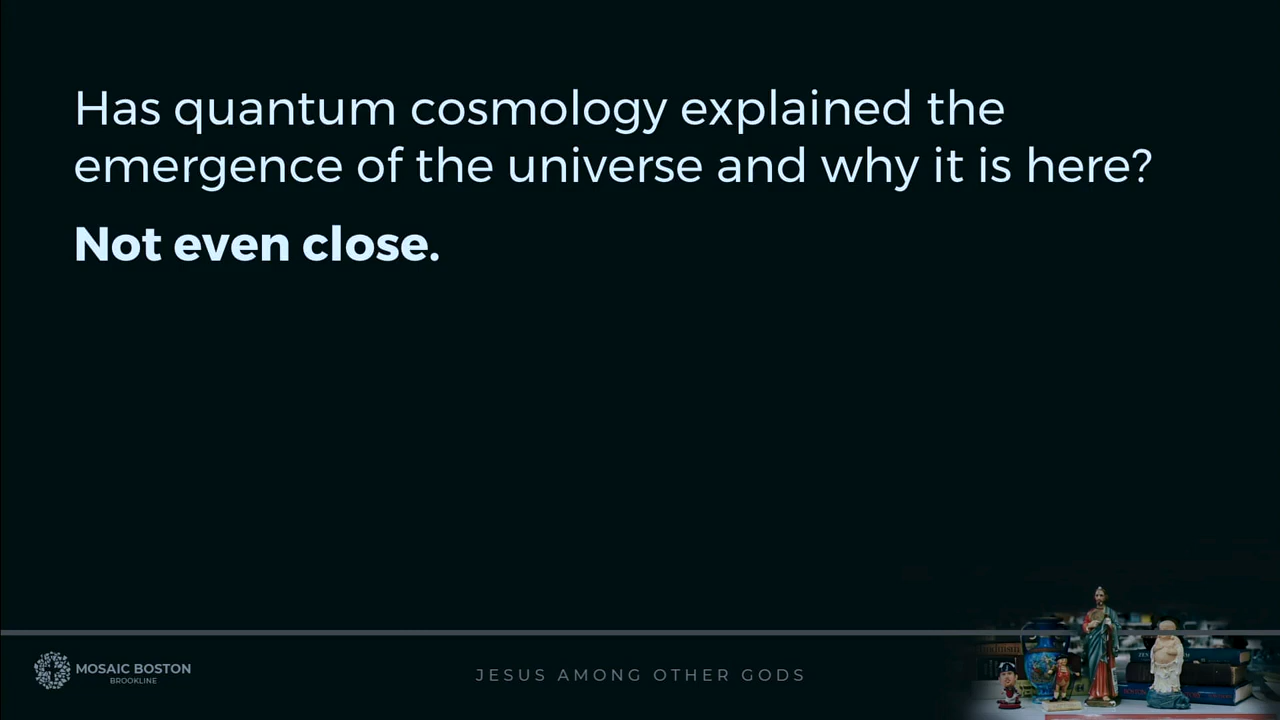 Has quantum cosmology explained the
emergence of the universe and why it is here?
Not even close.
MOSAIC BOSTON
BROOKLINE
JESUS AMONG OTHER GODS